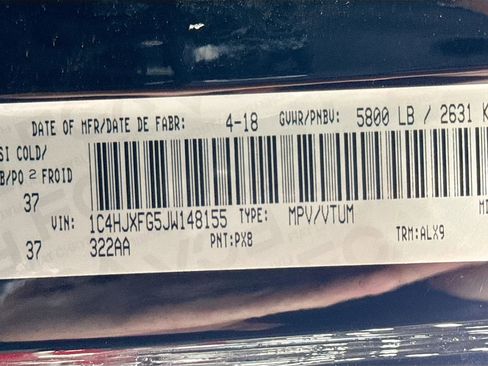 DATE OF MFR/DATE DE FABR: 4-18 GVWR/PNBV: 5800 LB / 2631 K
SI COLD/
B/PO 2 FROID
37
VIN: 1C4HJXFG5JW148155 TYPE: MPV/VTUM MI
37 322AA PNT:PX8 TRM:ALX9